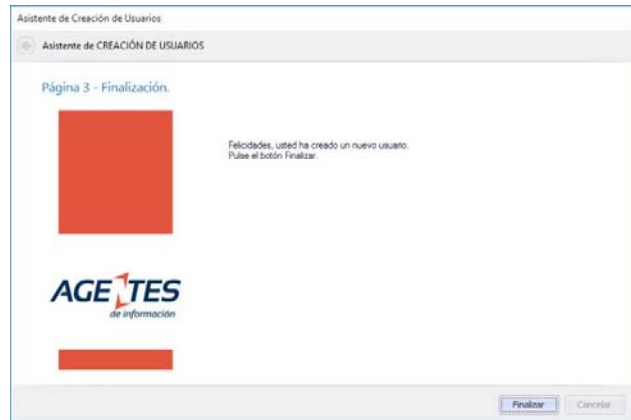 Asistente de Creación de Usuarios
Asistente de CREACIÓN DE USUARIOS
Página 3 - Finalización.
Felicidades, usted ha creado un nuevo usuario.
Pulse el botón Finalizar.
AGENTES
de información
Finalizar Cancelar